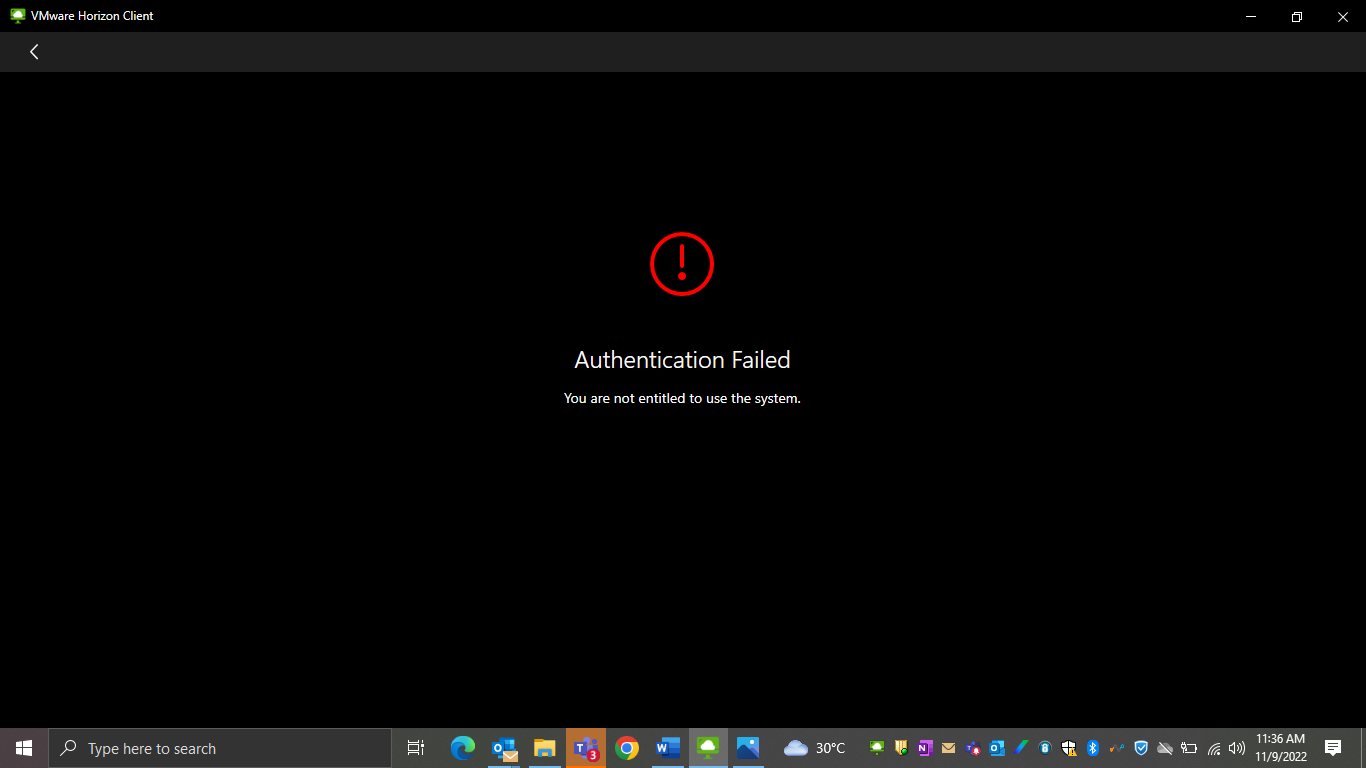 VMware Horizon Client
Authentication Failed
You are not entitled to use the system.
Type here to search
3
30°C
11:36 AM
11/9/2022